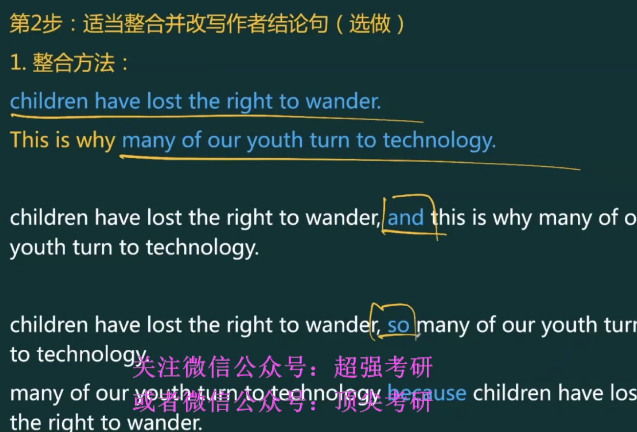 第2步：适当整合并改写作者结论句（选做）
1. 整合方法：
children have lost the right to wander.
This is why many of our youth turn to technology.
children have lost the right to wander, and this is why many of o
youth turn to technology.
children have lost the right to wander, so many of our youth turn
to technology.
关注微信公众号：超强考研
many of our youth turn to technology because children have los
或者微信公众号：顶尖考研
the right to wander.